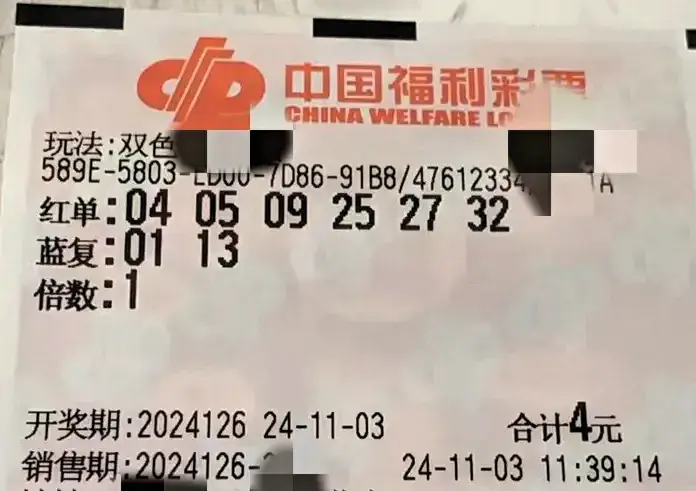 中国福利彩票
CHINA WELFARE LO
玩法:双色
589E-5803-ED00-7D86-91B8/47612334/ 1A
红单:04 05 09 25 27 32
蓝复:01 13
倍数:1
开奖期:2024126 24-11-03 合计4元
销售期:2024126- 24-11-03 11:39:14